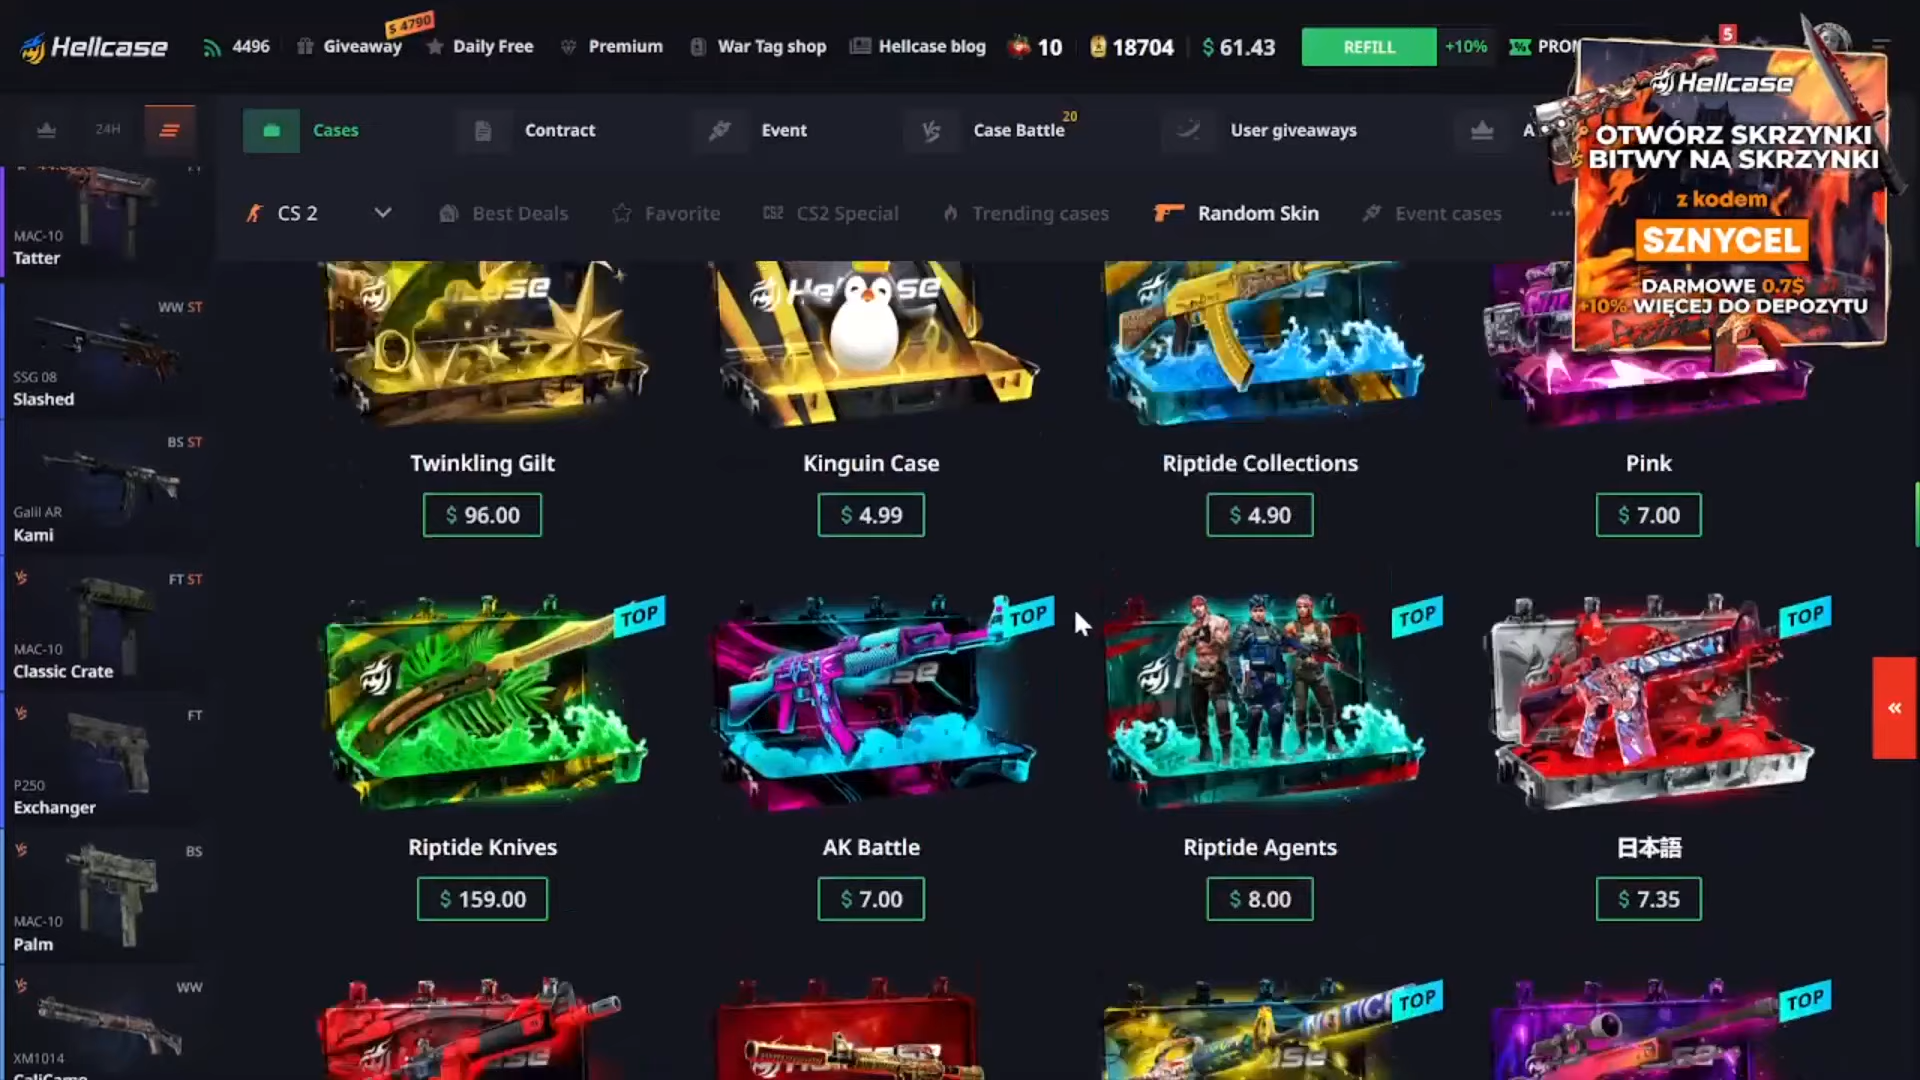 Hellcase
4496
Giveaway
$ 4790
Daily Free
Premium
War Tag shop
Hellcase blog
10
18704
$ 61.43
REFILL
+10%
5
24H
Cases
Contract
Event
Case Battle
20
User giveaways
CS 2
Best Deals
Favorite
CS2 Special
Trending cases
Random Skin
Event cases
Hellcase
OTWÓRZ SKRZYNKI
BITWY NA SKRZYNKI
z kodem
SZNYCEL
DARMOWE 0.7$
+10% WIĘCEJ DO DEPOZYTU
MAC-10
Tatter
WW ST
SSG 08
Slashed
BS ST
Galil AR
Kami
FT ST
MAC-10
Classic Crate
FT
P250
Exchanger
BS
MAC-10
Palm
WW
XM1014
Twinkling Gilt
$ 96.00
Kinguin Case
$ 4.99
Riptide Collections
$ 4.90
Pink
$ 7.00
TOP
Riptide Knives
$ 159.00
TOP
AK Battle
$ 7.00
TOP
Riptide Agents
$ 8.00
TOP
日本語
$ 7.35
TOP
TOP